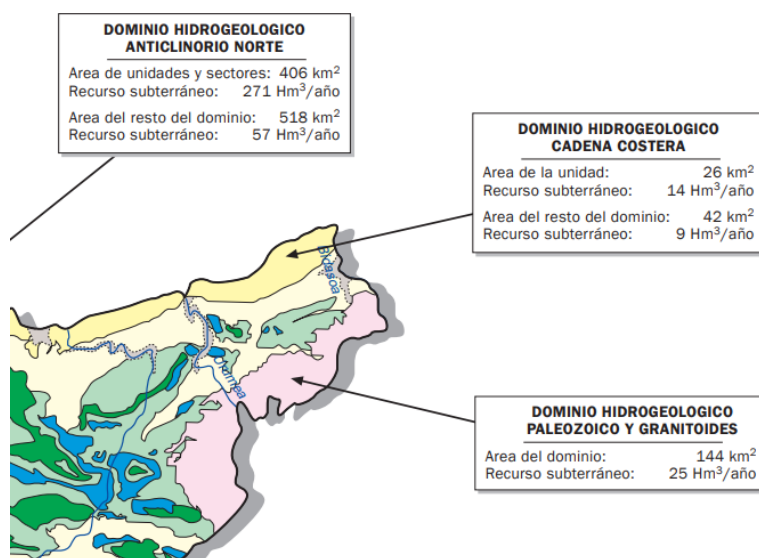 DOMINIO HIDROGEOLOGICO
ANTICLINORIO NORTE
Area de unidades y sectores: 406 km²
Recurso subterráneo: 271 Hm³/año
Area del resto del dominio: 518 km²
Recurso subterráneo: 57 Hm³/año
DOMINIO HIDROGEOLOGICO
CADENA COSTERA
Area de la unidad: 26 km²
Recurso subterráneo: 14 Hm³/año
Area del resto del dominio: 42 km²
Recurso subterráneo: 9 Hm³/año
Bidasoa
Urumea
DOMINIO HIDROGEOLOGICO
PALEOZOICO Y GRANITOIDES
Area del dominio: 144 km²
Recurso subterráneo: 25 Hm³/año